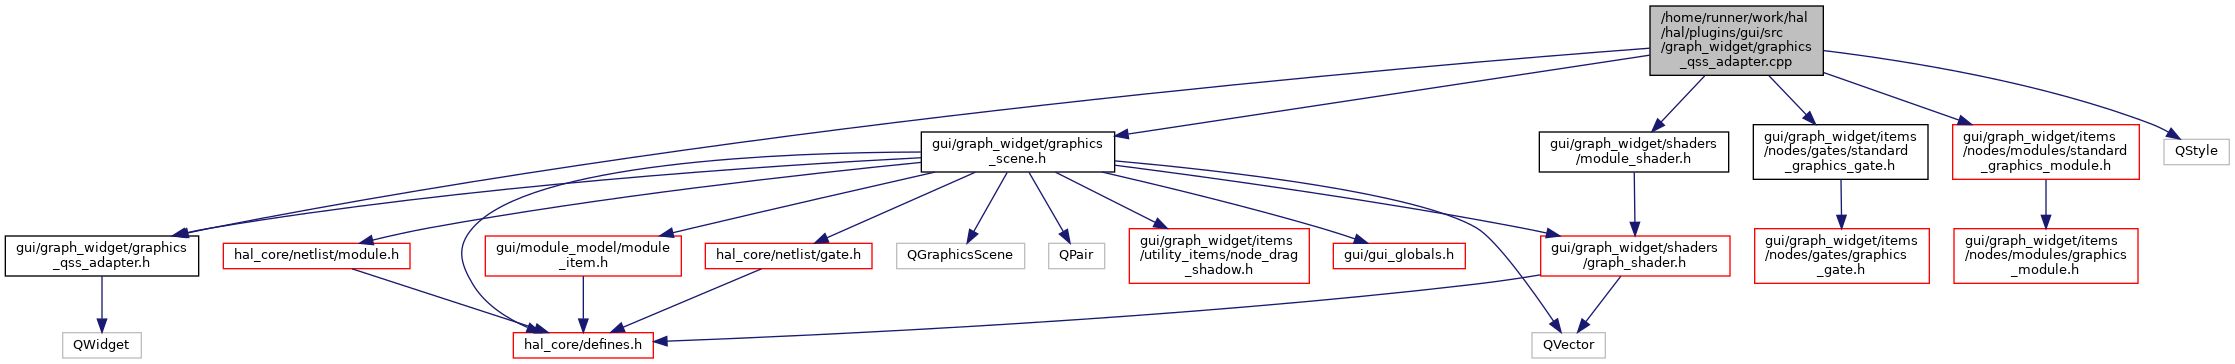 /home/runner/work/hal
/hal/plugins/gui/src
/graph_widget/graphics
_qss_adapter.cpp
gui/graph_widget/graphics
_scene.h
gui/graph_widget/shaders
/module_shader.h
gui/graph_widget/items
/nodes/gates/standard
_graphics_gate.h
gui/graph_widget/items
/nodes/modules/standard
_graphics_module.h
QStyle
gui/graph_widget/graphics
_qss_adapter.h
hal_core/netlist/module.h
gui/module_model/module
_item.h
hal_core/netlist/gate.h
QGraphicsScene
QPair
gui/graph_widget/items
/utility_items/node_drag
_shadow.h
gui/gui_globals.h
gui/graph_widget/shaders
/graph_shader.h
gui/graph_widget/items
/nodes/gates/graphics
_gate.h
gui/graph_widget/items
/nodes/modules/graphics
_module.h
QWidget
hal_core/defines.h
QVector